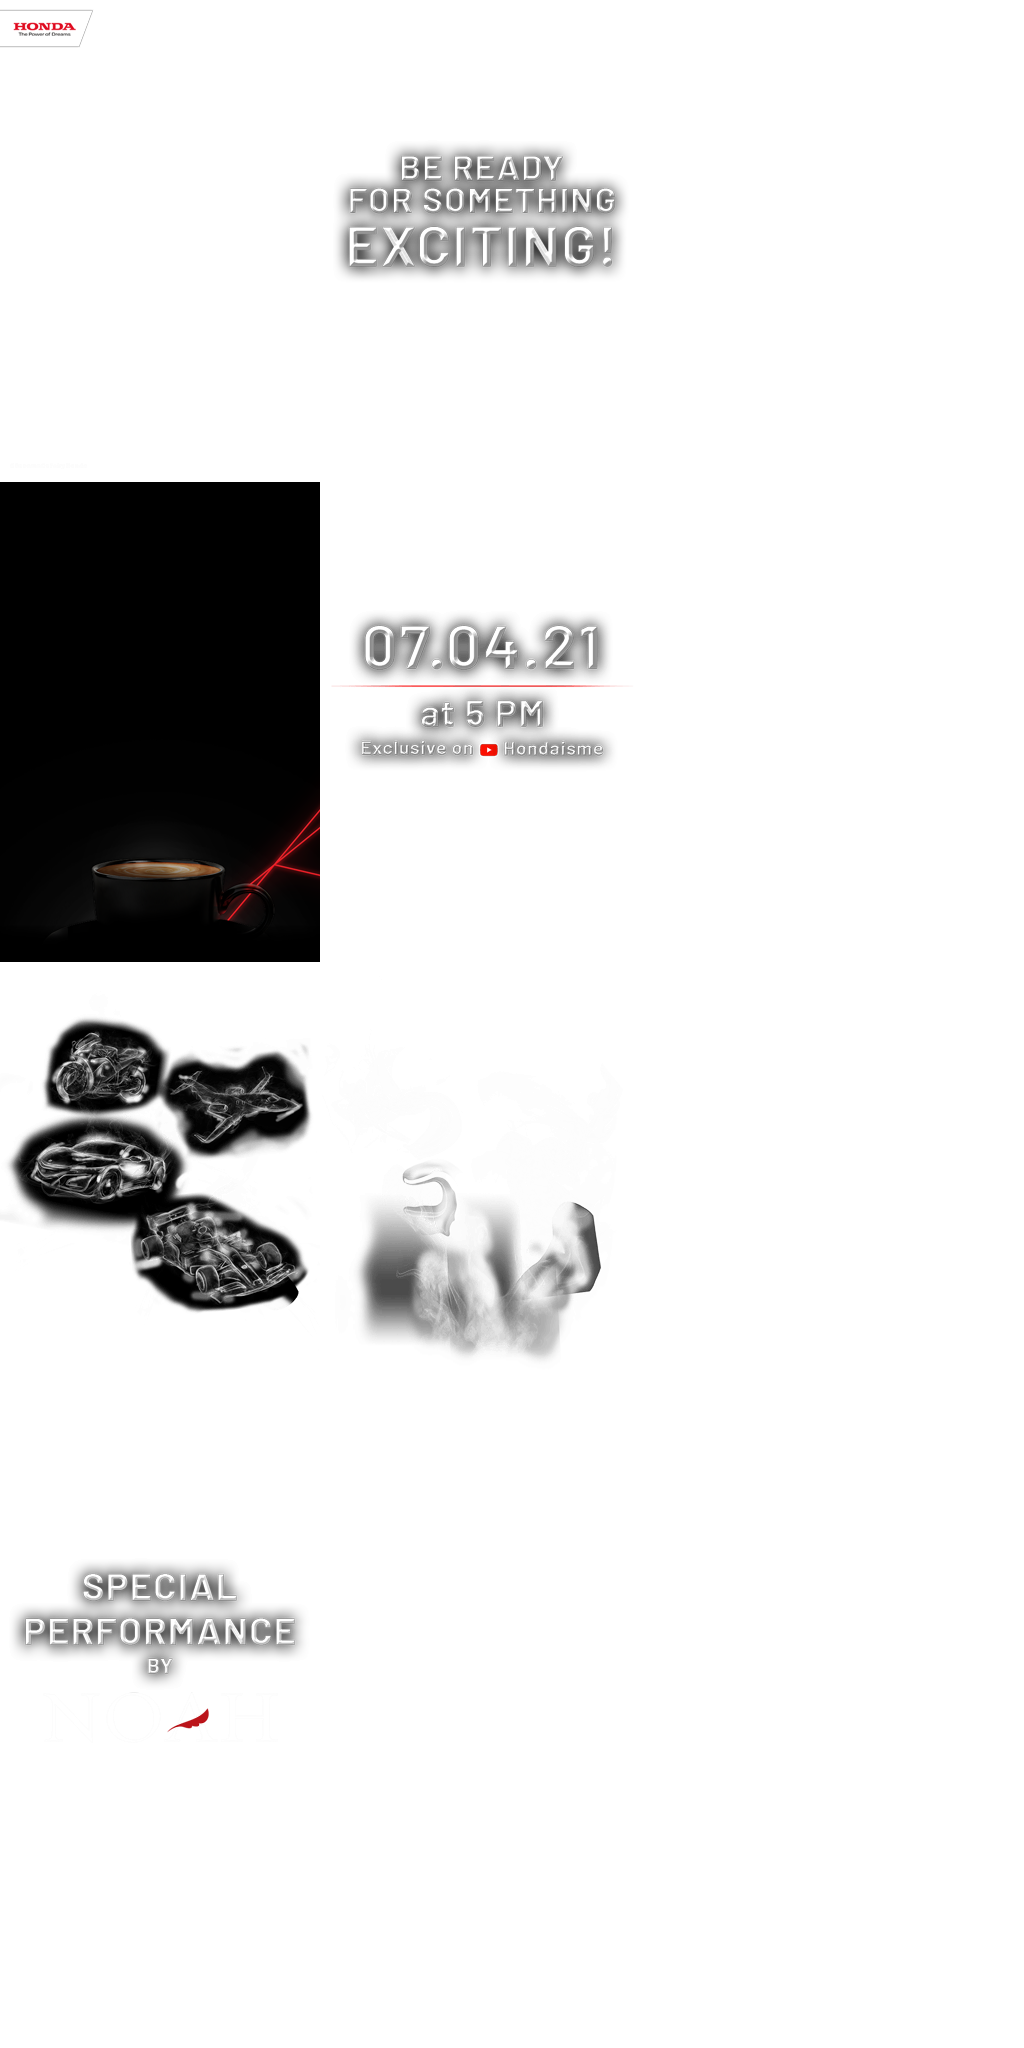 HONDA
The Power of Dreams
BE READY
FOR SOMETHING
EXCITING!
07.04.21
at 5 PM
Exclusive on Hondaisme
SPECIAL
PERFORMANCE
BY
NOAH